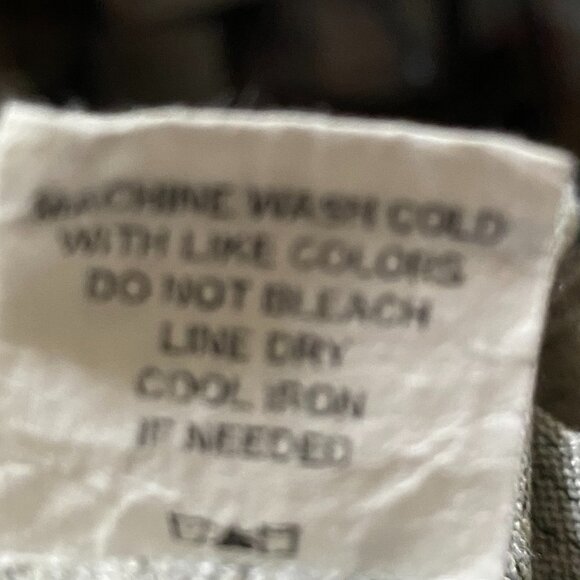 MACHINE WASH COLD
WITH LIKE COLORS
DO NOT BLEACH
LINE DRY
COOL IRON
IF NEEDED